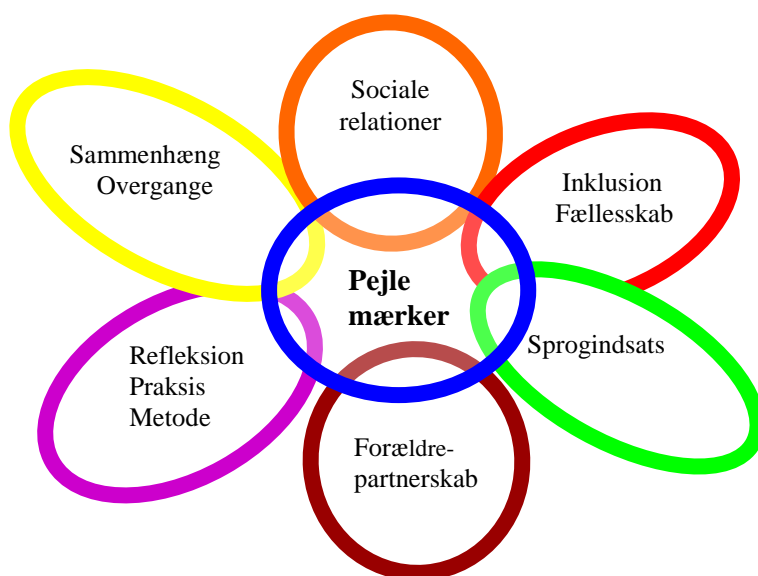 Sociale
relationer
Sammenhæng
Overgange
Inklusion
Fællesskab
Pejle
mærker
Refleksion
Praksis
Metode
Sprogindsats
Forældre-
partnerskab